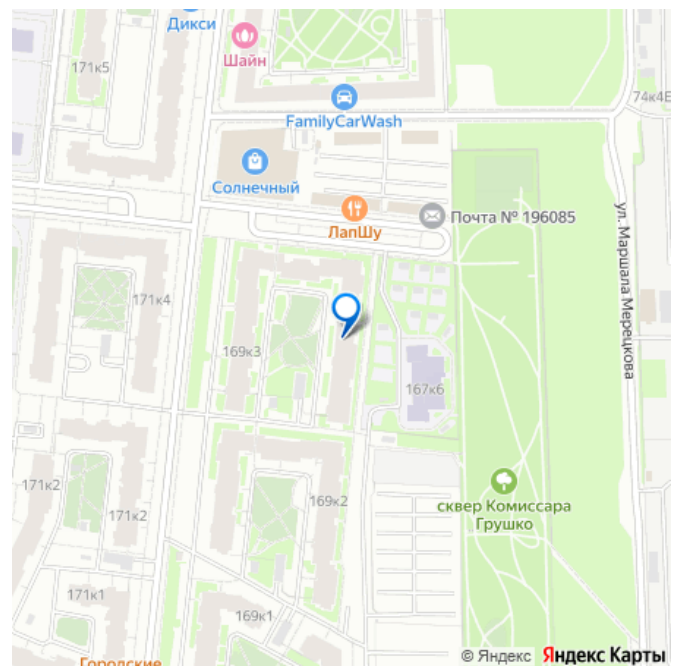 Дикси
Шайн
171к5
74к4Е
FamilyCarWash
Солнечный
ЛапШу
Почта № 196085
ул. Маршала Мерецкова
171к4
169к3
167к6
171к2
171к2
169к2
сквер Комиссара
Грушко
171к1
169к1
Городские
© Яндекс Яндекс Карты